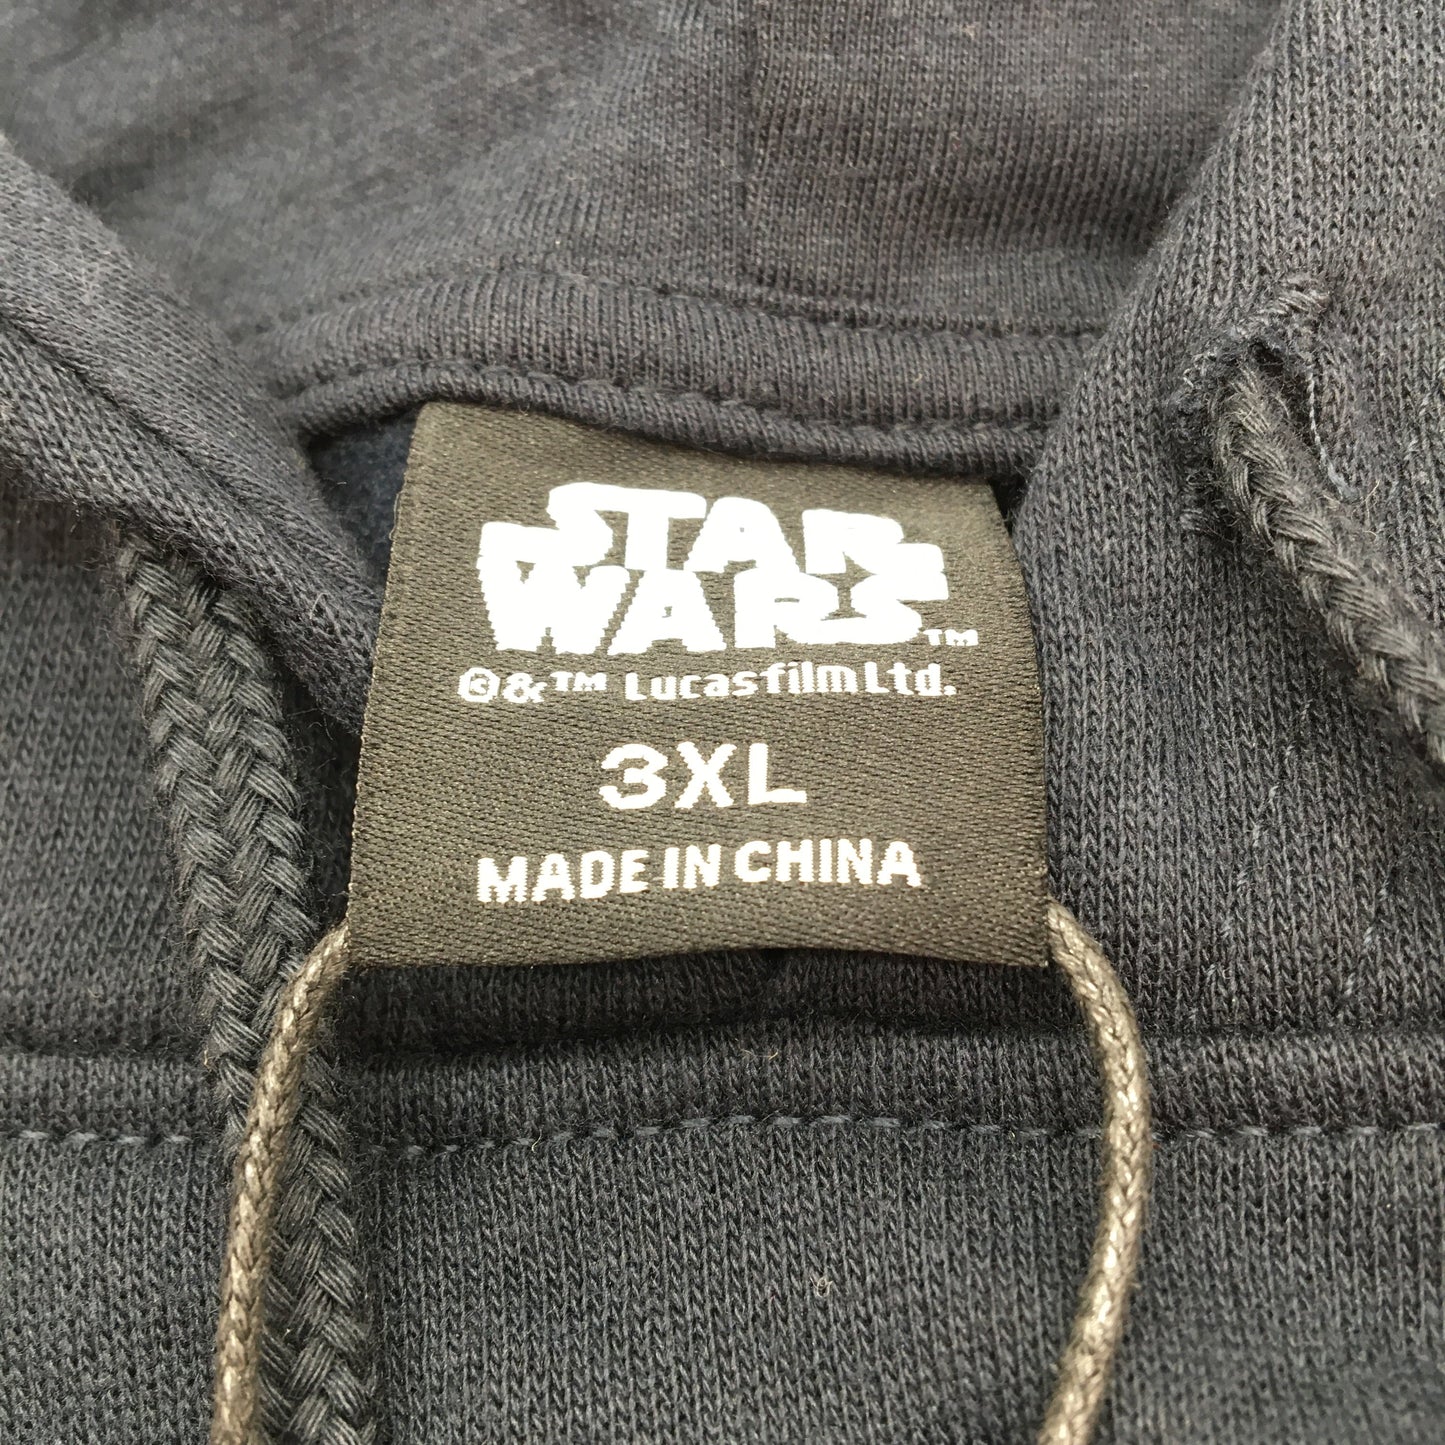 STAR
WARS™
©&™ Lucasfilm Ltd.
3XL
MADE IN CHINA